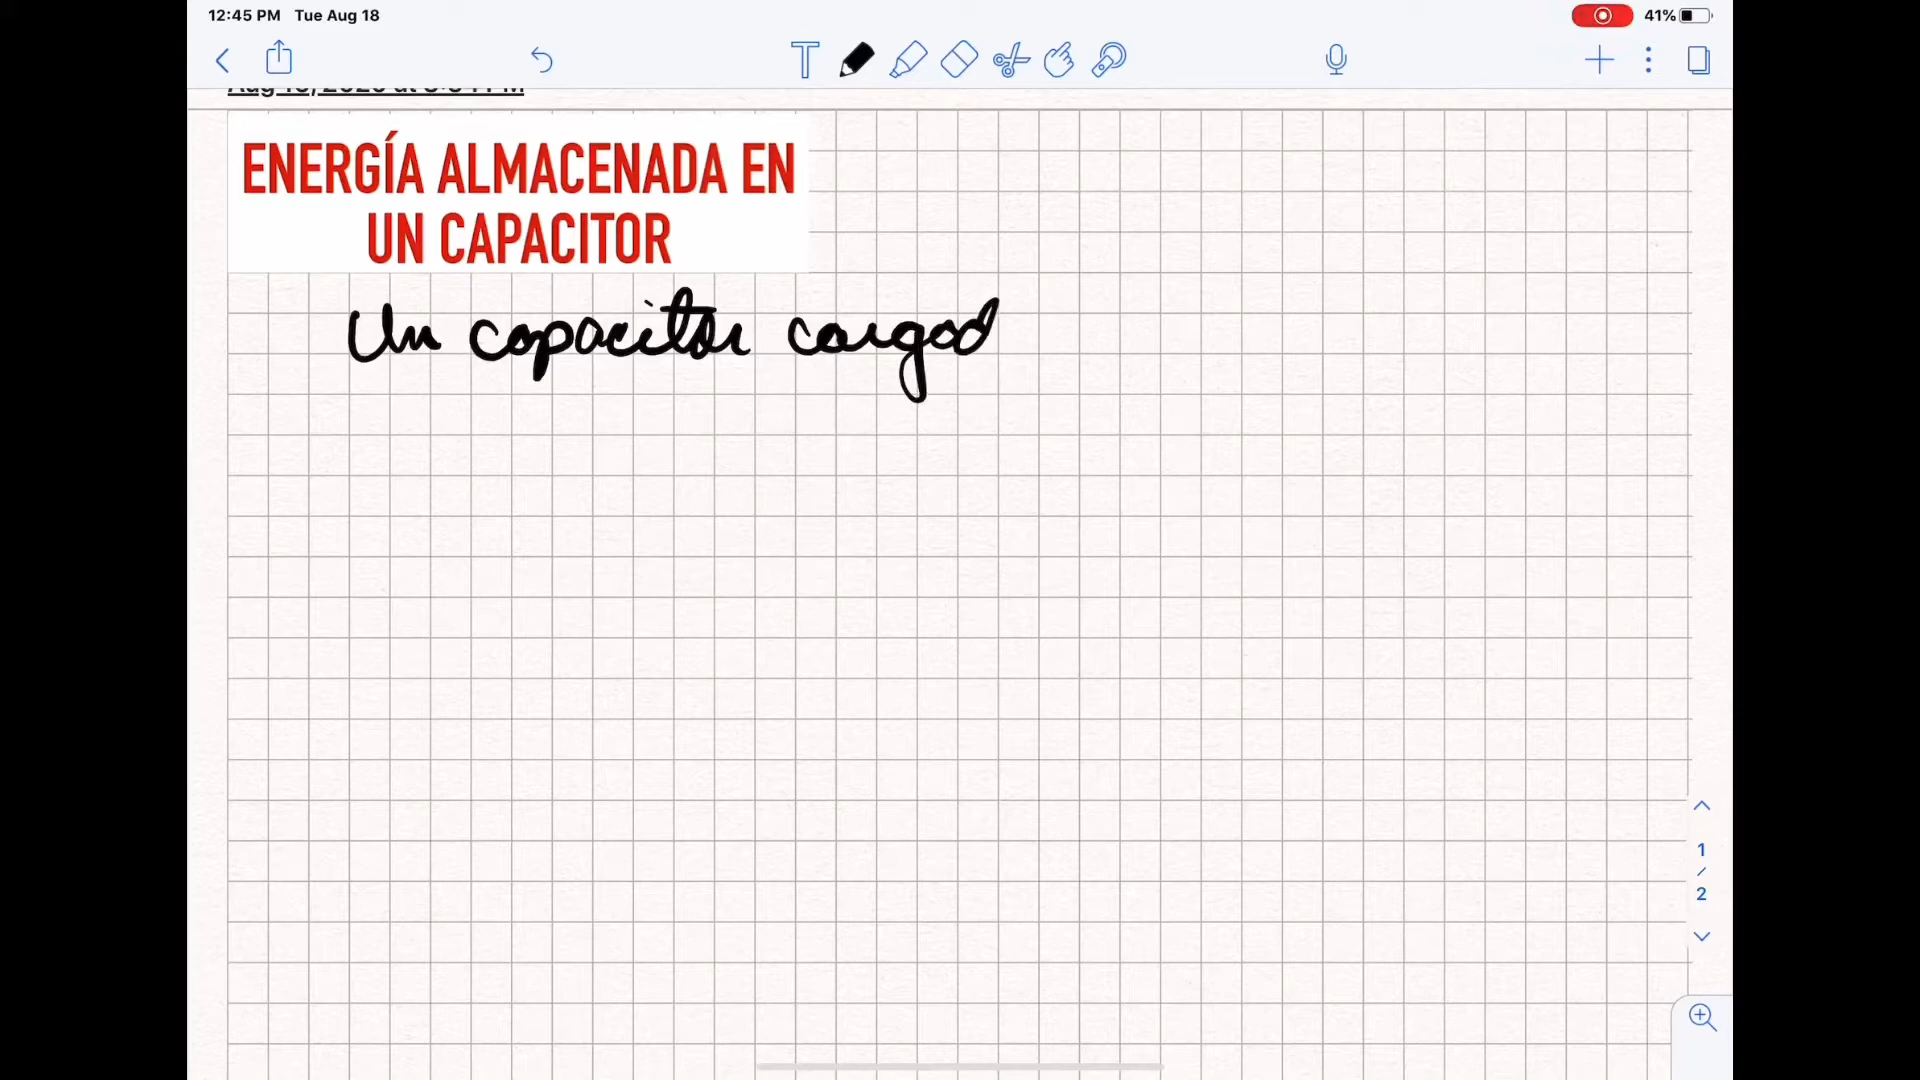 12:45 PM Tue Aug 18
41%
ENERGÍA ALMACENADA EN
UN CAPACITOR
Un capacitor cargad
1
/
2